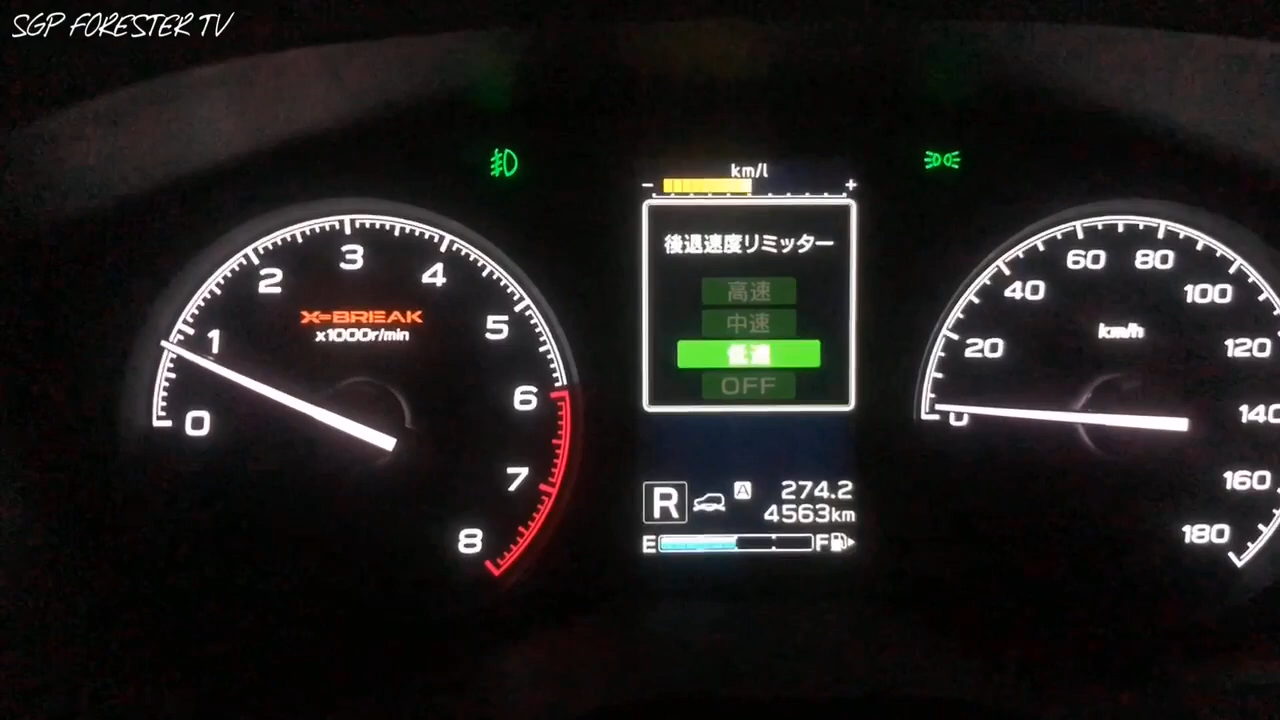 SGP FORESTER TV
km/l
- +
後退速度リミッター
高速
中速
低速
OFF
0 1 2 3 4 5 6 7 8
X-BREAK
x1000r/min
R A 274.2
4563km
E F
0 20 40 60 80 100 120 140 160 180
km/h